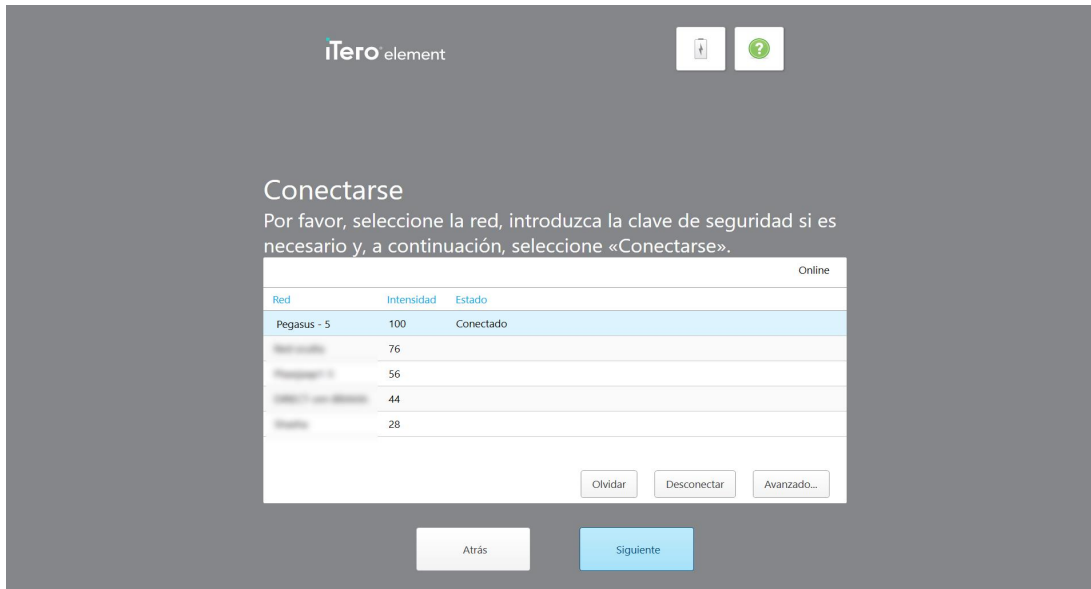 iTero element
?
Conectarse
Por favor, seleccione la red, introduzca la clave de seguridad si es
necesario y, a continuación, seleccione «Conectarse».
Online
Red Intensidad Estado
Pegasus - 5 100 Conectado
76
56
44
28
Olvidar Desconectar Avanzado...
Atrás Siguiente